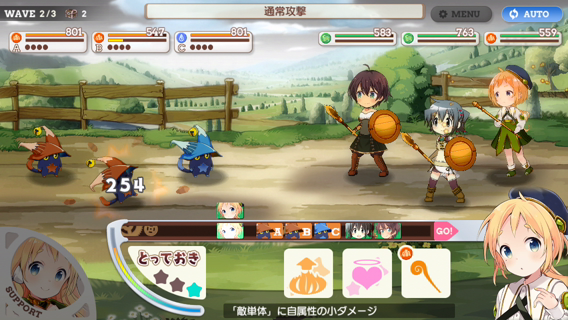 WAVE 2/3 2
通常攻撃
MENU
AUTO
801 547 801 583 763 559
A B C
254
A B C GO!
とっておき
SUPPORT
「敵単体」に自属性の小ダメージ